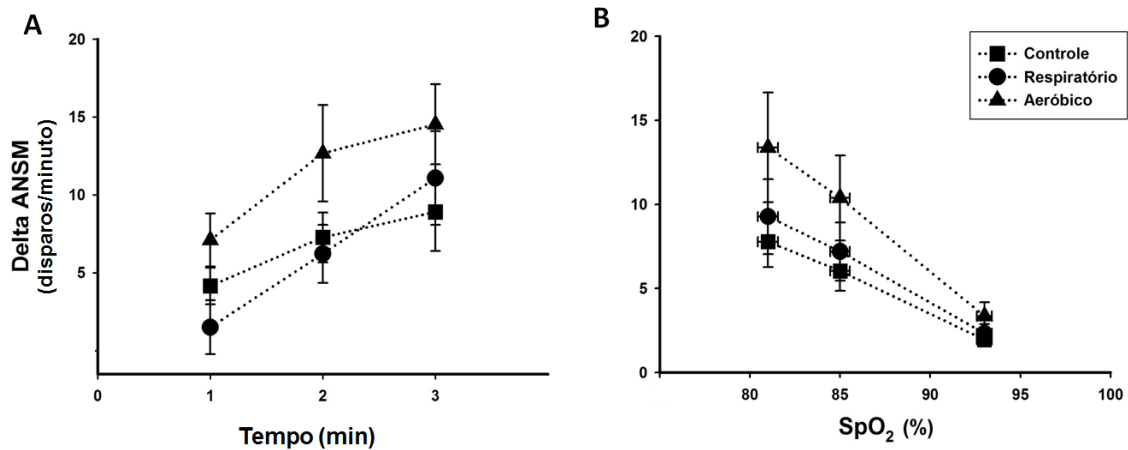 A
Delta ANSM
(disparos/minuto)
20
15
10
5
0
1
2
3
Tempo (min)
B
Controle
Respiratório
Aeróbico
20
15
10
5
0
80
85
90
95
100
SpO₂ (%)